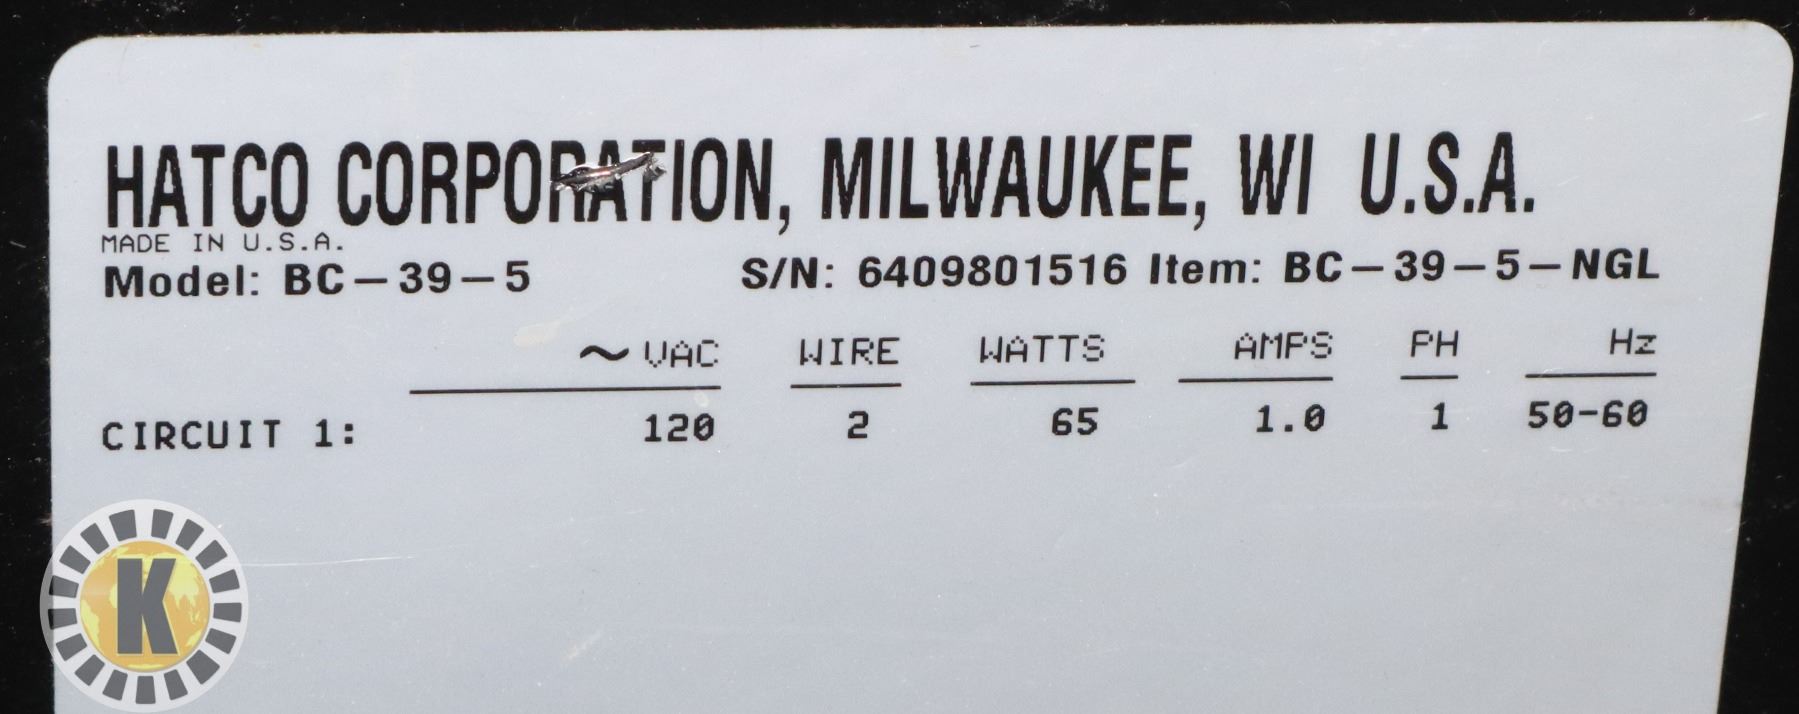 HATCO CORPORATION, MILWAUKEE, WI U.S.A.
MADE IN U.S.A.
Model: BC-39-5 S/N: 6409801516 Item: BC-39-5-NGL
~VAC WIRE WATTS AMPS PH Hz
CIRCUIT 1: 120 2 65 1.0 1 50-60
K